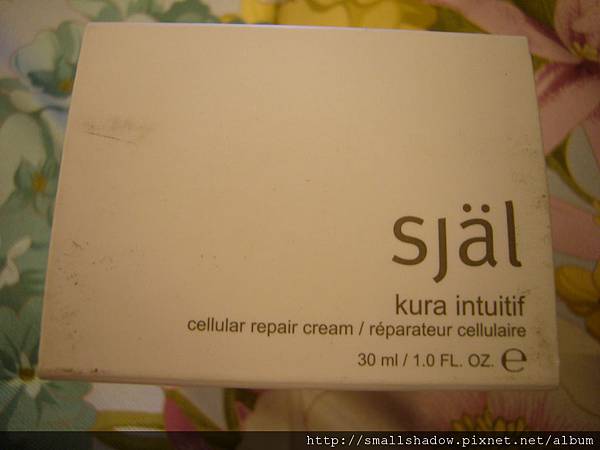 själ
kura intuitif
cellular repair cream / réparateur cellulaire
30 ml / 1.0 FL. OZ. ℮
http://smallshadow.pixnet.net/album